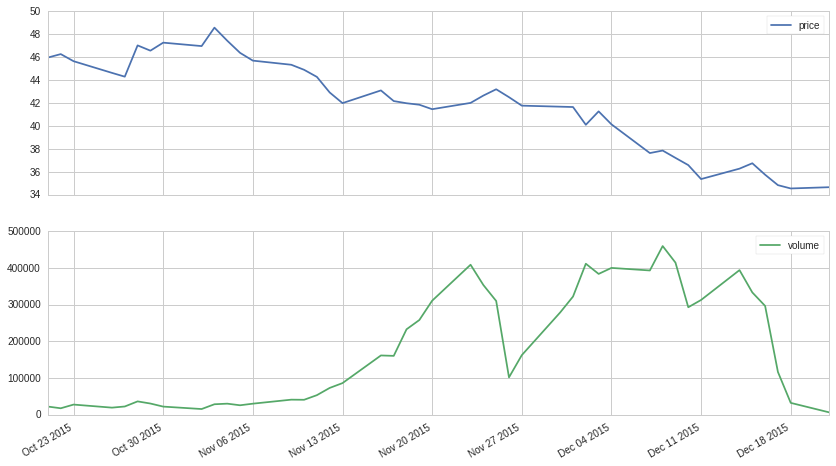 50
48
46
44
42
40
38
36
34
price
500000
400000
300000
200000
100000
0
volume
Oct 23 2015
Oct 30 2015
Nov 06 2015
Nov 13 2015
Nov 20 2015
Nov 27 2015
Dec 04 2015
Dec 11 2015
Dec 18 2015